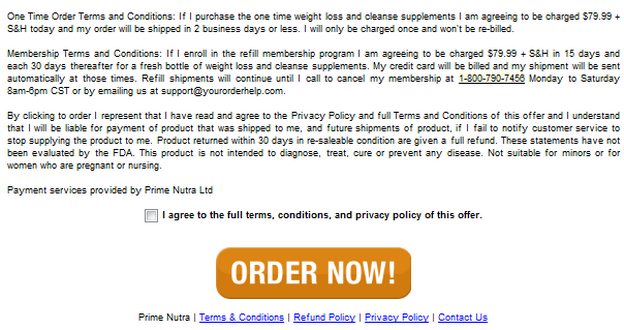 One Time Order Terms and Conditions: If I purchase the one time weight loss and cleanse supplements I am agreeing to be charged $79.99 +
S&H today and my order will be shipped in 2 business days or less. I will only be charged once and won't be re-billed.
Membership Terms and Conditions: If I enroll in the refill membership program I am agreeing to be charged $79.99 + S&H in 15 days and
each 30 days thereafter for a fresh bottle of weight loss and cleanse supplements. My credit card will be billed and my shipment will be sent
automatically at those times. Refill shipments will continue until I call to cancel my membership at 1-800-790-7456 Monday to Saturday
8am-6pm CST or by emailing us at support@yourorderhelp.com.
By clicking to order I represent that I have read and agree to the Privacy Policy and full Terms and Conditions of this offer and I understand
that I will be liable for payment of product that was shipped to me, and future shipments of product, if I fail to notify customer service to
stop supplying the product to me. Product returned within 30 days in re-saleable condition are given a full refund. These statements have not
been evaluated by the FDA. This product is not intended to diagnose, treat, cure or prevent any disease. Not suitable for minors or for
women who are pregnant or nursing.
Payment services provided by Prime Nutra Ltd
I agree to the full terms, conditions, and privacy policy of this offer.
ORDER NOW!
Prime Nutra | Terms & Conditions | Refund Policy | Privacy Policy | Contact Us